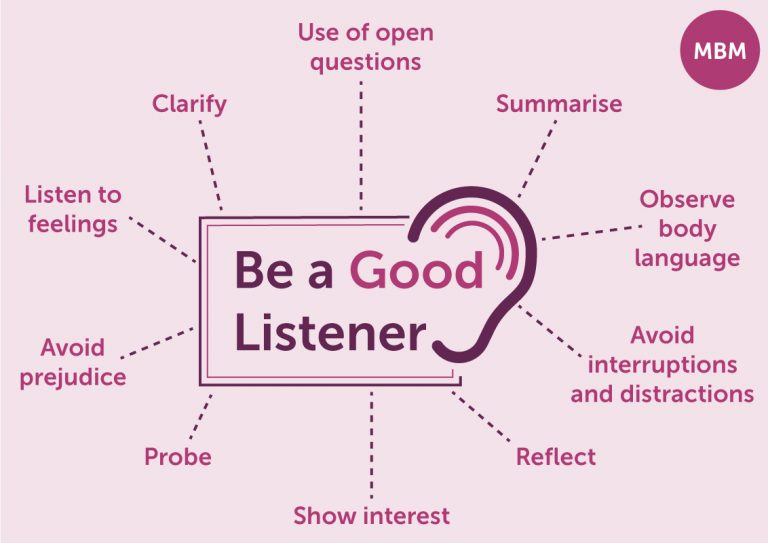 Use of open
questions
MBM
Clarify
Summarise
Listen to
feelings
Observe
body
language
Be a Good
Listener
Avoid
prejudice
Avoid
interruptions
and distractions
Probe
Reflect
Show interest